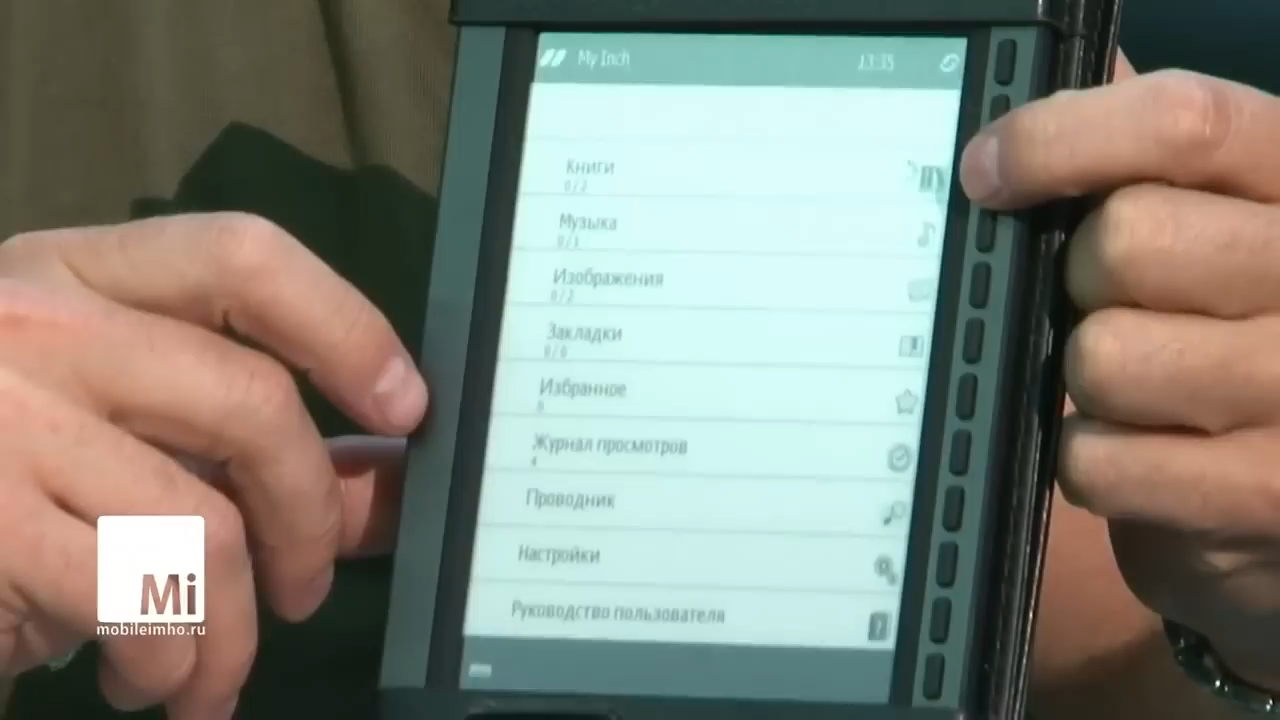 My Inch
13:35
Книги
0/2
Музыка
0/1
Изображения
0/2
Закладки
0/0
Избранное
0
Журнал просмотров
4
Проводник
Настройки
Руководство пользователя
Mi
mobileimho.ru